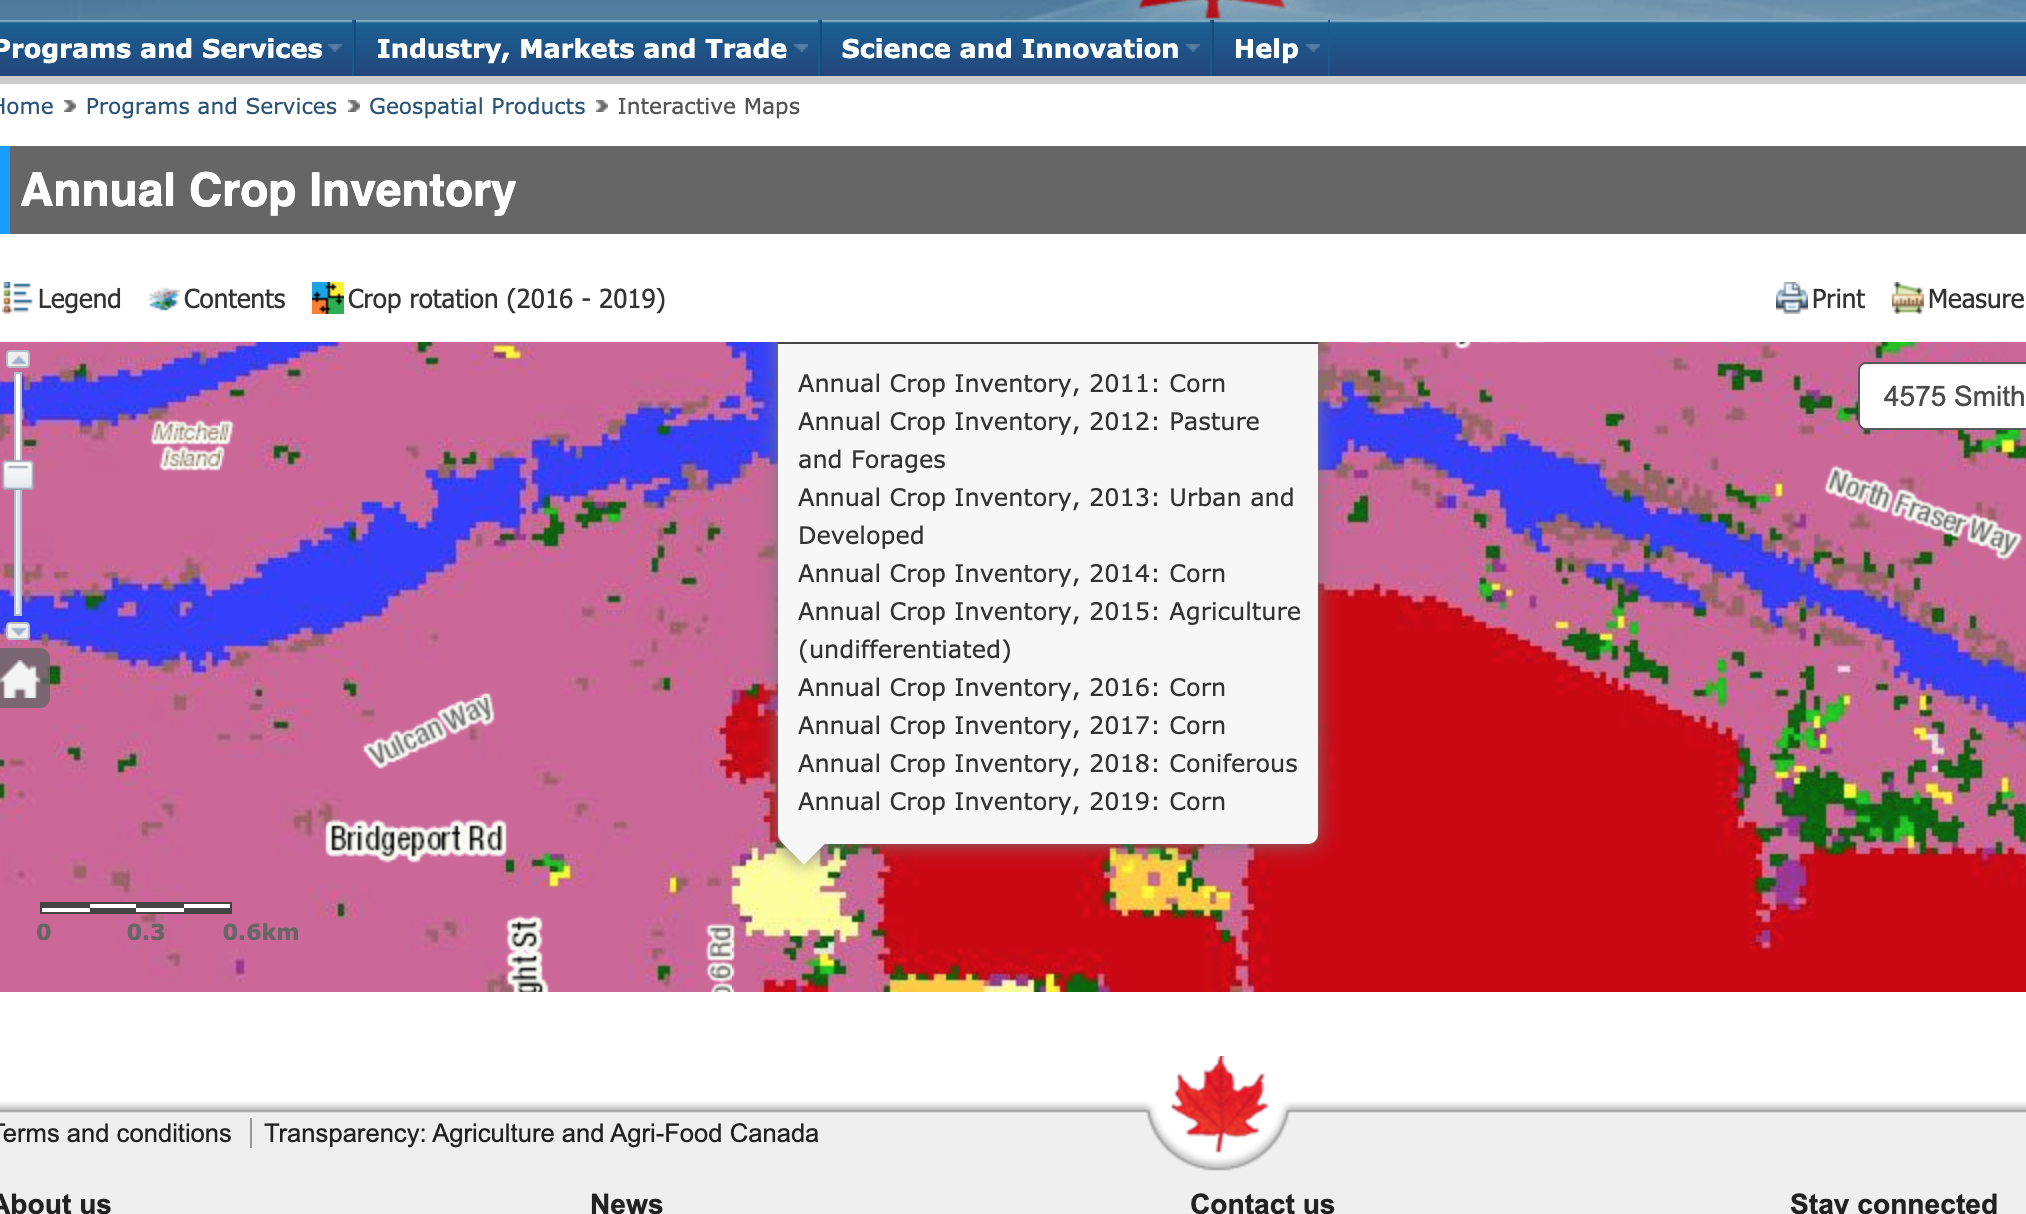 Programs and Services
Industry, Markets and Trade
Science and Innovation
Help
Home
Programs and Services
Geospatial Products
Interactive Maps
Annual Crop Inventory
Legend
Contents
Crop rotation (2016 - 2019)
Print
Measure
Annual Crop Inventory, 2011: Corn
Annual Crop Inventory, 2012: Pasture
and Forages
Annual Crop Inventory, 2013: Urban and
Developed
Annual Crop Inventory, 2014: Corn
Annual Crop Inventory, 2015: Agriculture
(undifferentiated)
Annual Crop Inventory, 2016: Corn
Annual Crop Inventory, 2017: Corn
Annual Crop Inventory, 2018: Coniferous
Annual Crop Inventory, 2019: Corn
4575 Smith
Mitchell
Island
North Fraser Way
Vulcan Way
Bridgeport Rd
ght St
6 Rd
0 0.3 0.6km
Terms and conditions
Transparency: Agriculture and Agri-Food Canada
About us
News
Contact us
Stay connected